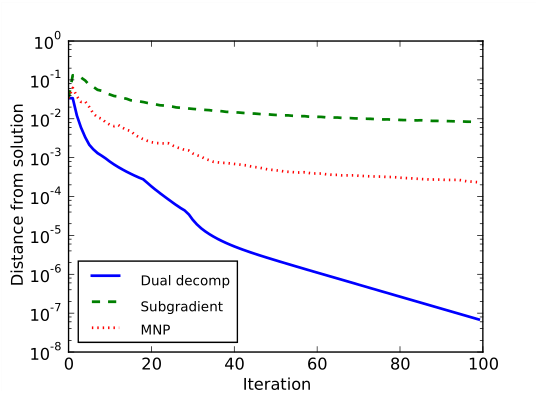 10^0
10^-1
10^-2
10^-3
10^-4
10^-5
10^-6
10^-7
10^-8
Distance from solution
Dual decomp
Subgradient
MNP
0 20 40 60 80 100
Iteration